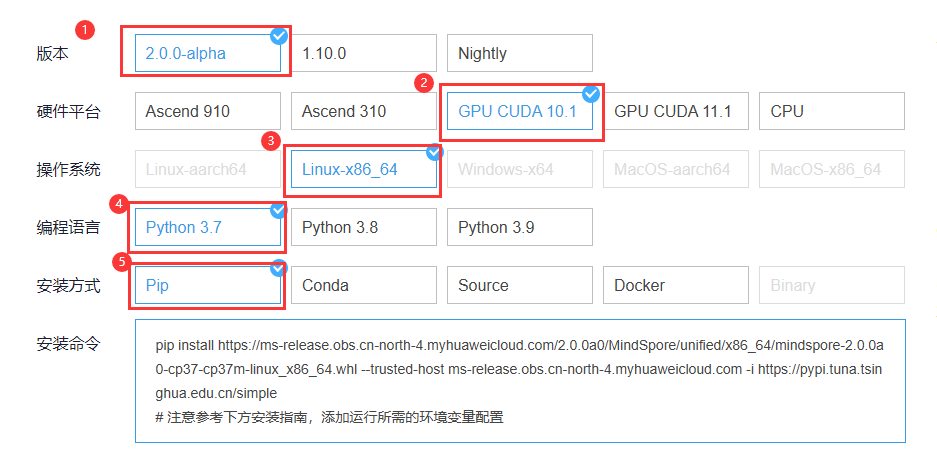 1
版本 2.0.0-alpha 1.10.0 Nightly
2
硬件平台 Ascend 910 Ascend 310 GPU CUDA 10.1 GPU CUDA 11.1 CPU
3
操作系统 Linux-aarch64 Linux-x86_64 Windows-x64 MacOS-aarch64 MacOS-x86_64
4
编程语言 Python 3.7 Python 3.8 Python 3.9
5
安装方式 Pip Conda Source Docker Binary
安装命令 pip install https://ms-release.obs.cn-north-4.myhuaweicloud.com/2.0.0a0/MindSpore/unified/x86_64/mindspore-2.0.0a
0-cp37-cp37m-linux_x86_64.whl --trusted-host ms-release.obs.cn-north-4.myhuaweicloud.com -i https://pypi.tuna.tsin
ghua.edu.cn/simple
# 注意参考下方安装指南，添加运行所需的环境变量配置